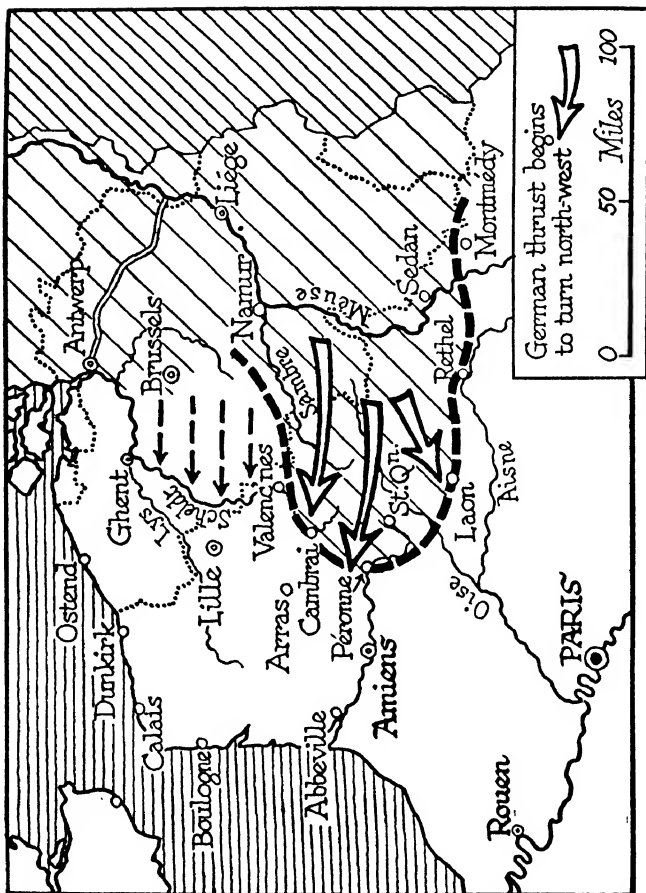 Antwerp
Ostend
Dunkirk
Calais
Boulogne
Ghent
Brussels
Lys
Scheldt
Lille
Liége
Namur
Valencnes
Sambre
Meuse
Arras
Cambrai
Péronne
Abbeville
Amiens
St.Qn.
Sedan
Montmédy
Rethel
Laon
Aisne
Oise
Rouen
PARIS
German thrust begins
to turn north-west
0 50 Miles 100